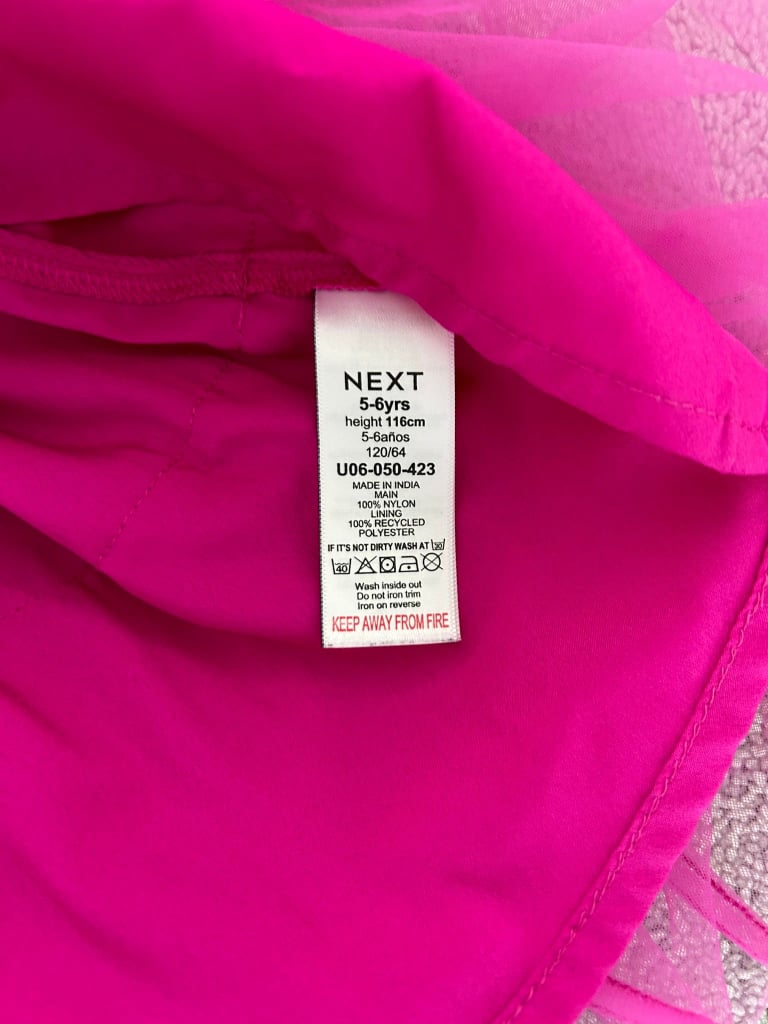 NEXT
5-6yrs
height 116cm
5-6años
120/64
U06-050-423
MADE IN INDIA
MAIN
100% NYLON
LINING
100% RECYCLED
POLYESTER
IF IT'S NOT DIRTY WASH AT 30
40
Wash inside out
Do not iron trim
Iron on reverse
KEEP AWAY FROM FIRE